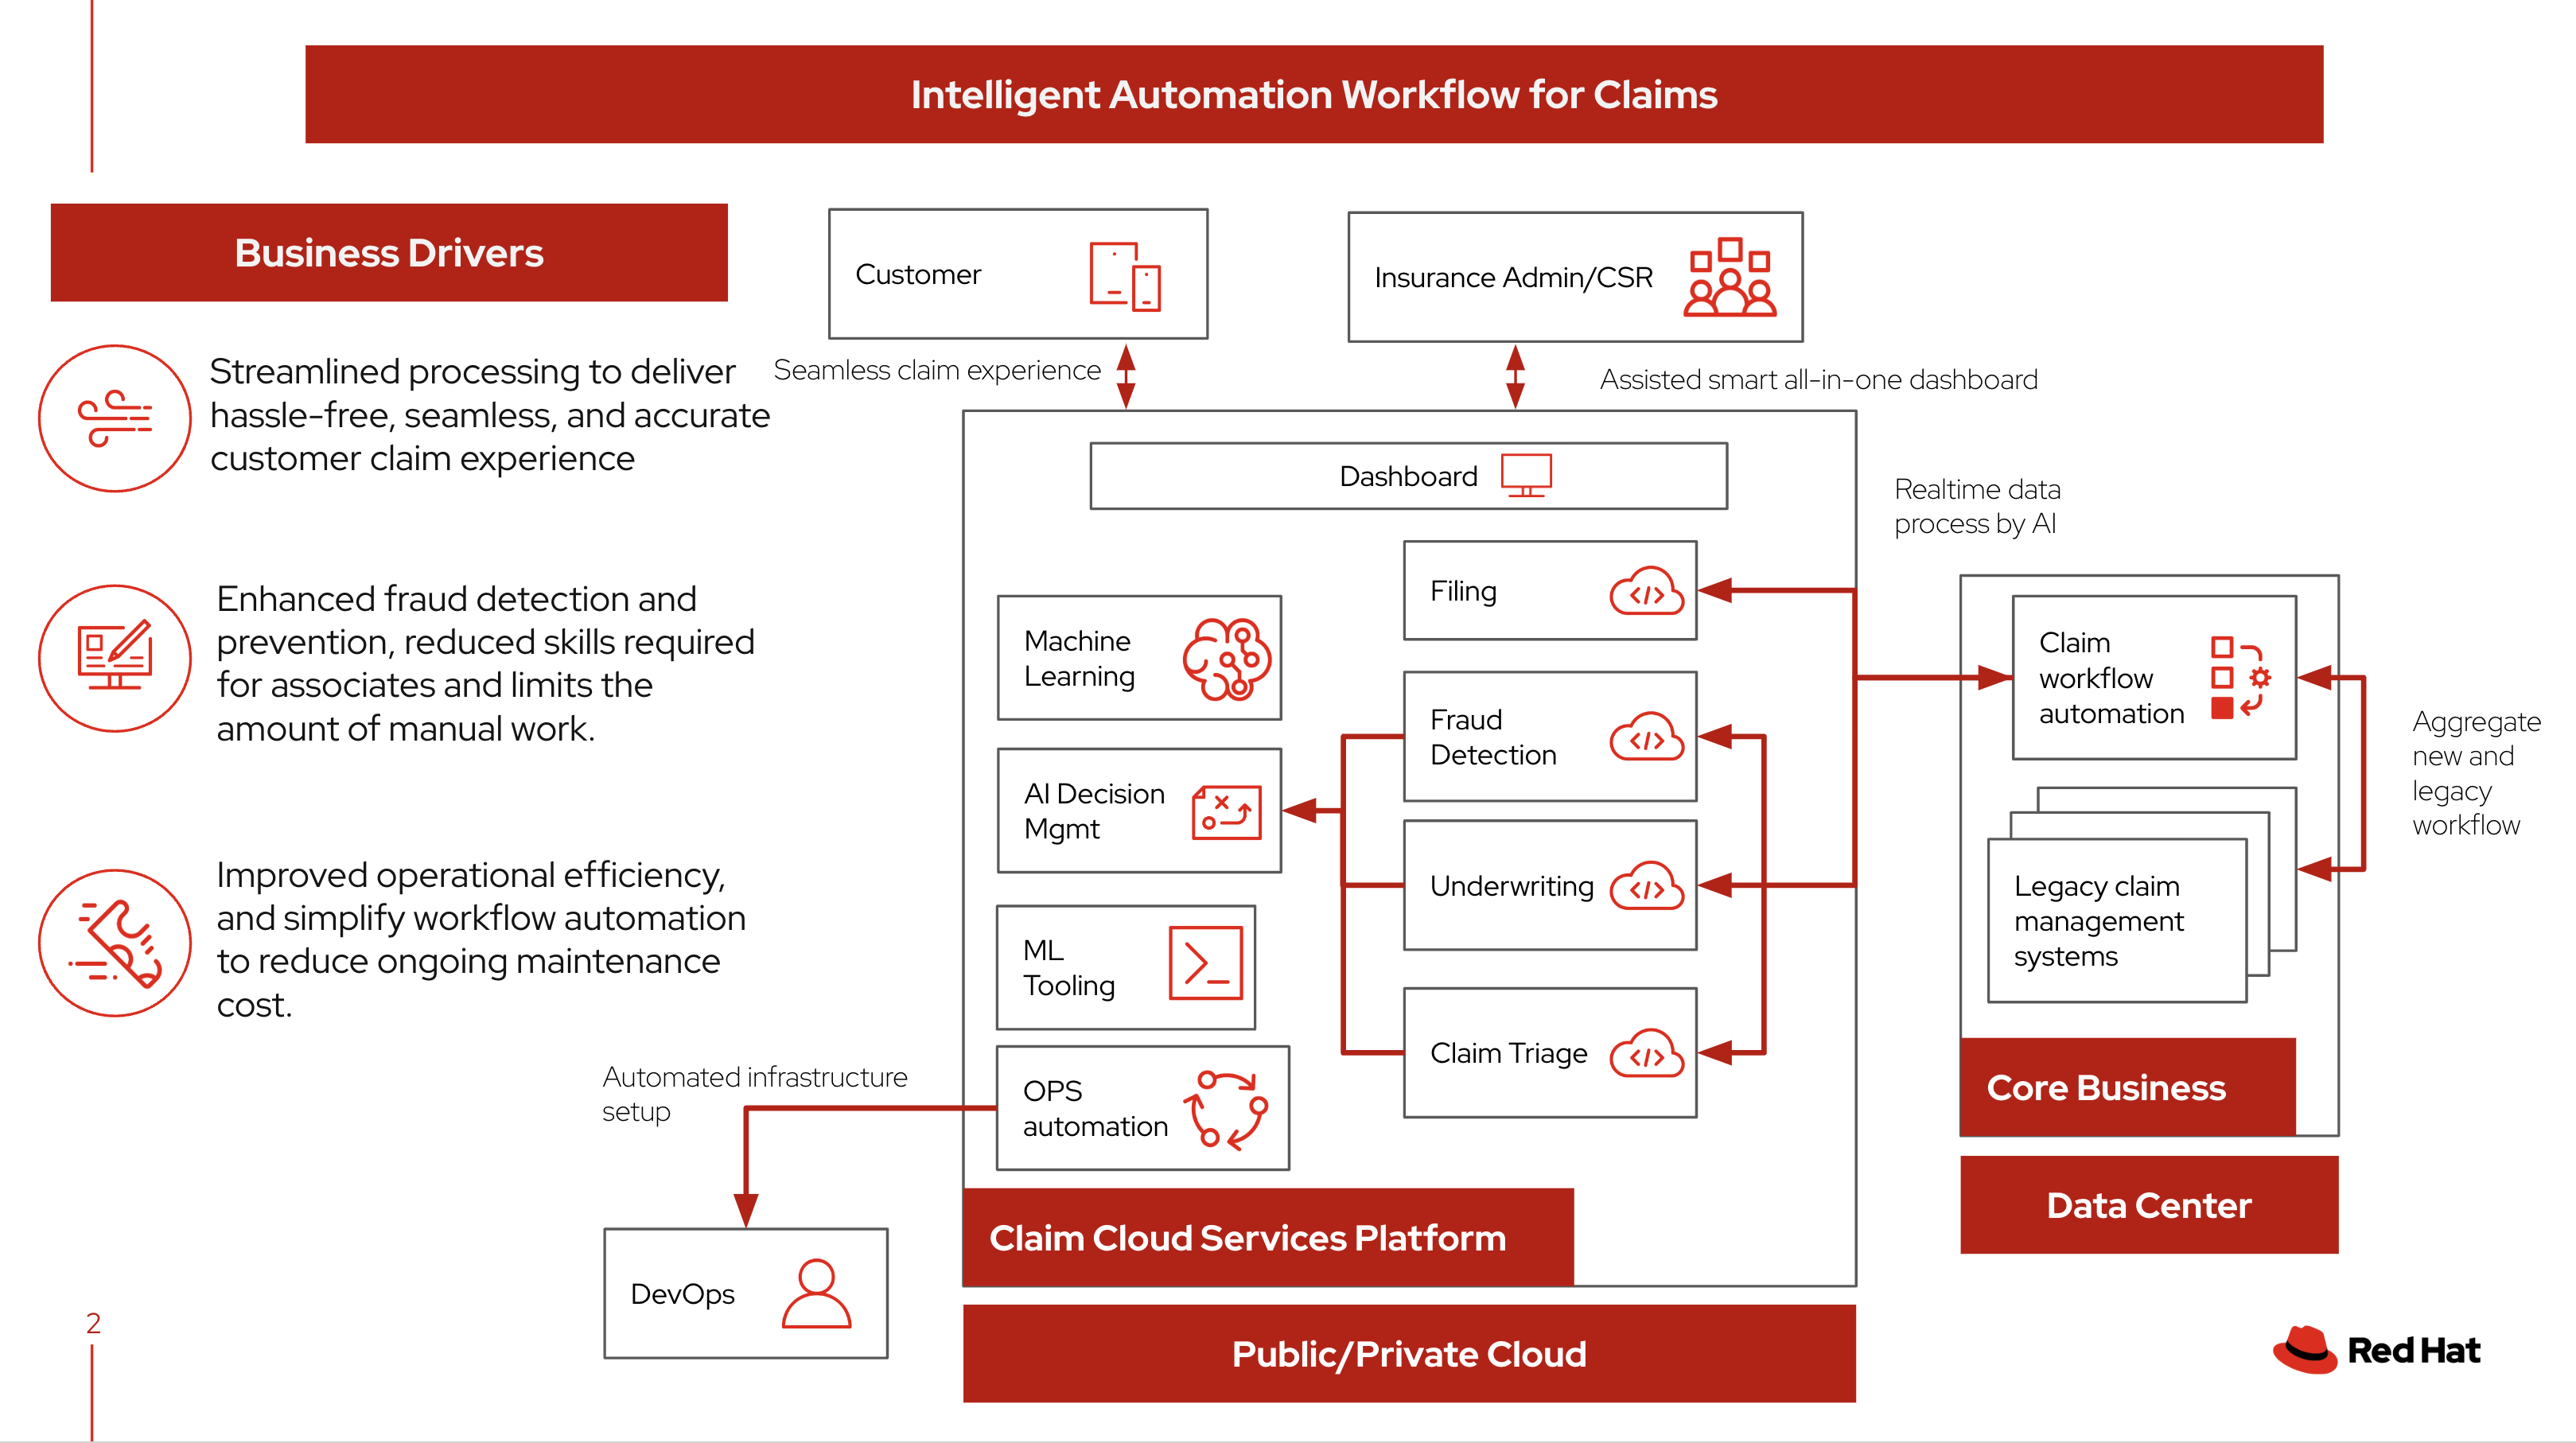 Intelligent Automation Workflow for Claims
Business Drivers
Streamlined processing to deliver
hassle-free, seamless, and accurate
customer claim experience
Enhanced fraud detection and
prevention, reduced skills required
for associates and limits the
amount of manual work.
Improved operational efficiency,
and simplify workflow automation
to reduce ongoing maintenance
cost.
Customer
Insurance Admin/CSR
Seamless claim experience
Assisted smart all-in-one dashboard
Dashboard
Realtime data
process by AI
Machine
Learning
AI Decision
Mgmt
ML
Tooling
OPS
automation
Filing
Fraud
Detection
Underwriting
Claim Triage
Claim
workflow
automation
Legacy claim
management
systems
Aggregate
new and
legacy
workflow
Core Business
Data Center
Automated infrastructure
setup
DevOps
Claim Cloud Services Platform
Public/Private Cloud
2
Red Hat